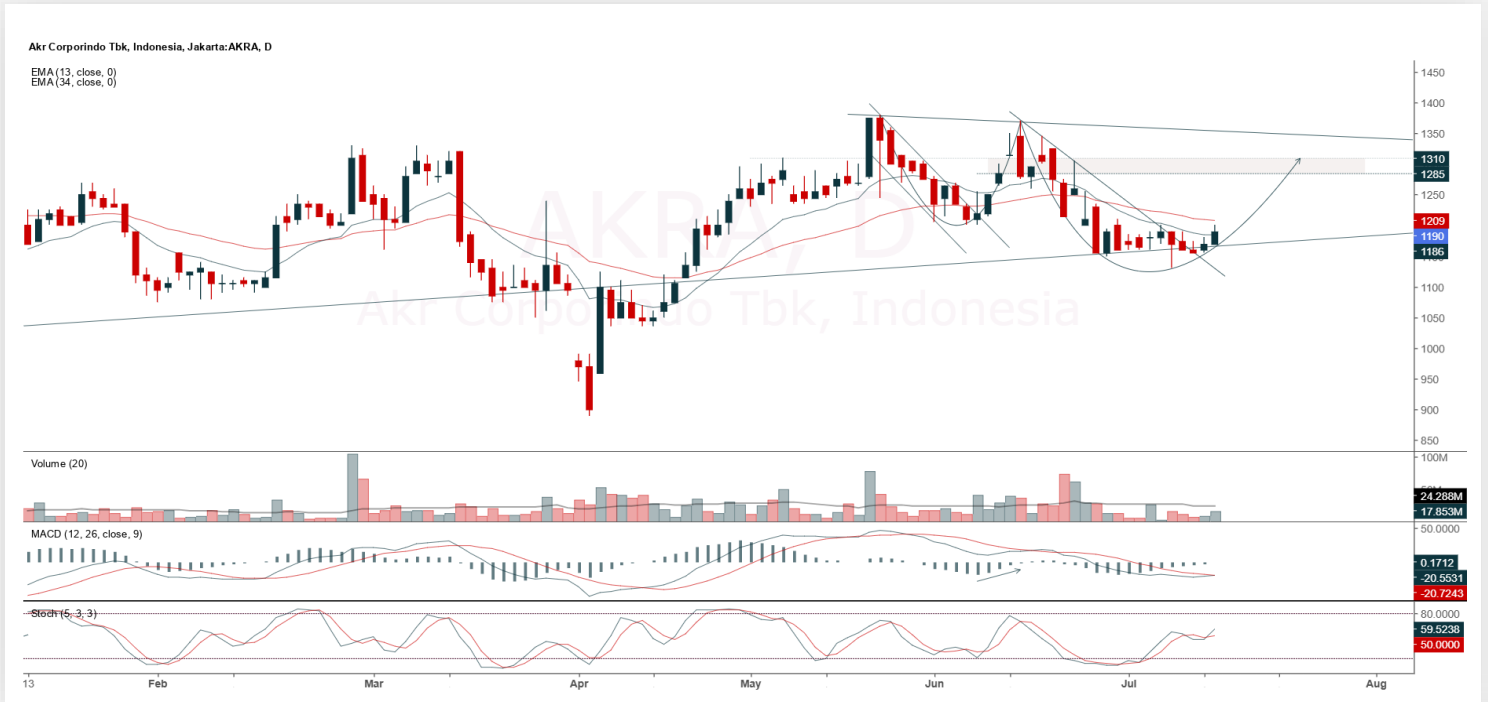 Akr Corporindo Tbk, Indonesia, Jakarta:AKRA, D
EMA (13, close, 0)
EMA (34, close, 0)
AKRA, D
Akr Corporindo Tbk, Indonesia
1450
1400
1350
1310
1285
1250
1209
1190
1186
1100
1050
1000
950
900
850
Volume (20)
100M
24.288M
17.853M
MACD (12, 26, close, 9)
50.0000
0.1712
-20.5531
-20.7243
Stoch (5, 3, 3)
80.0000
59.5238
50.0000
13 Feb Mar Apr May Jun Jul Aug